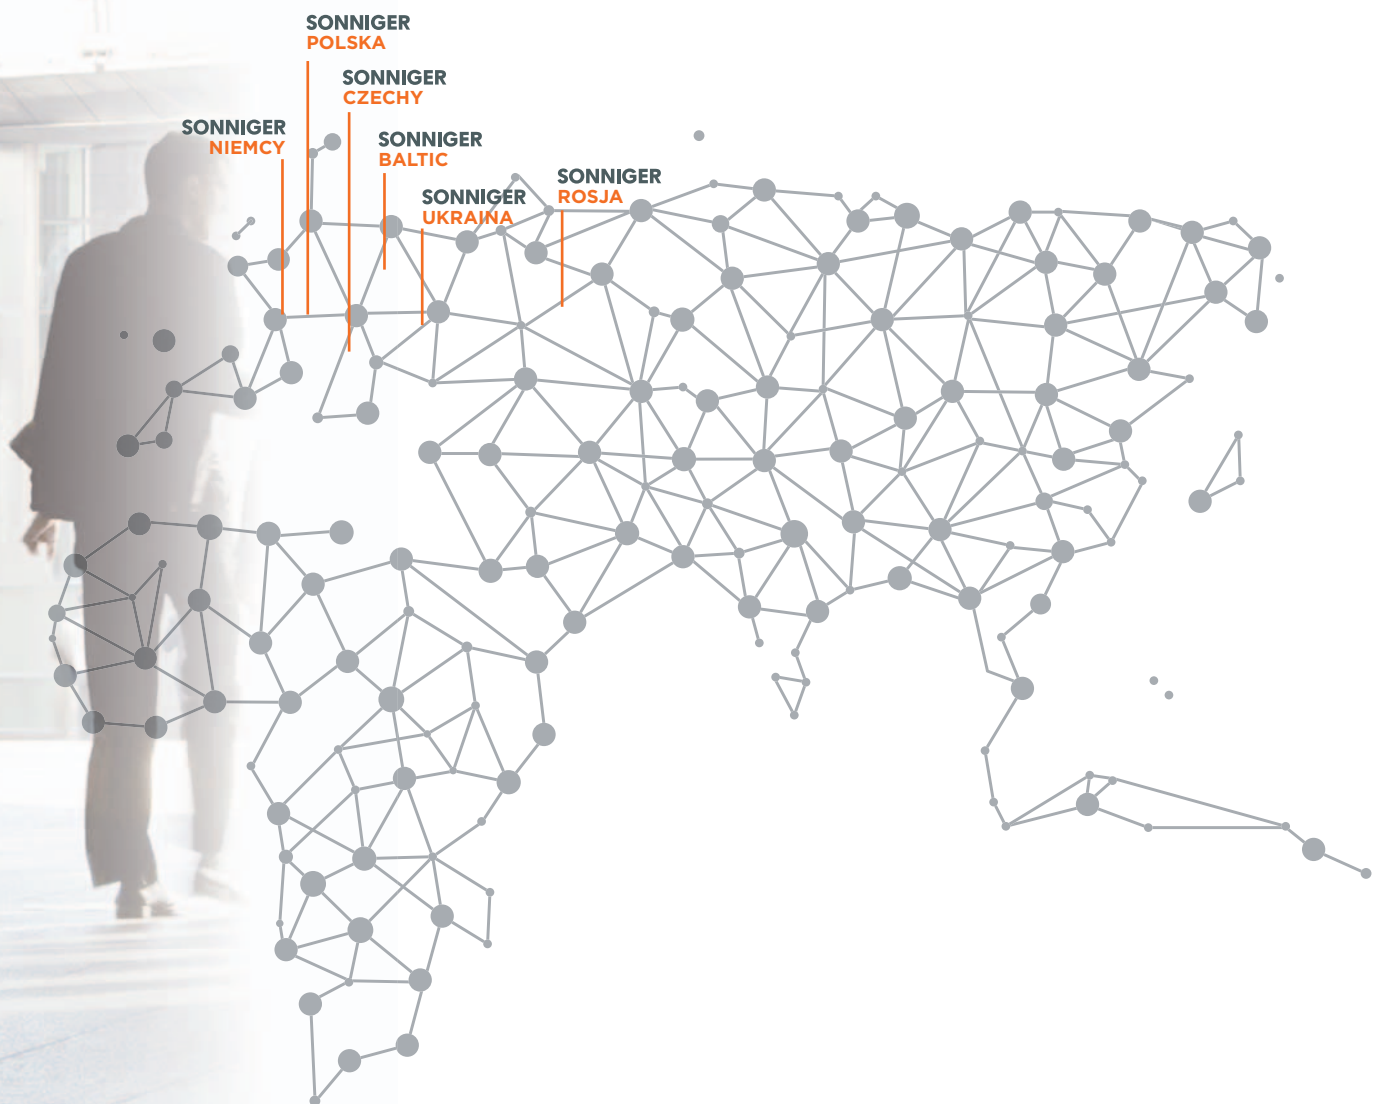 SONNIGER
POLSKA
SONNIGER
CZECHY
SONNIGER
NIEMCY
SONNIGER
BALTIC
SONNIGER
UKRAINA
SONNIGER
ROSJA